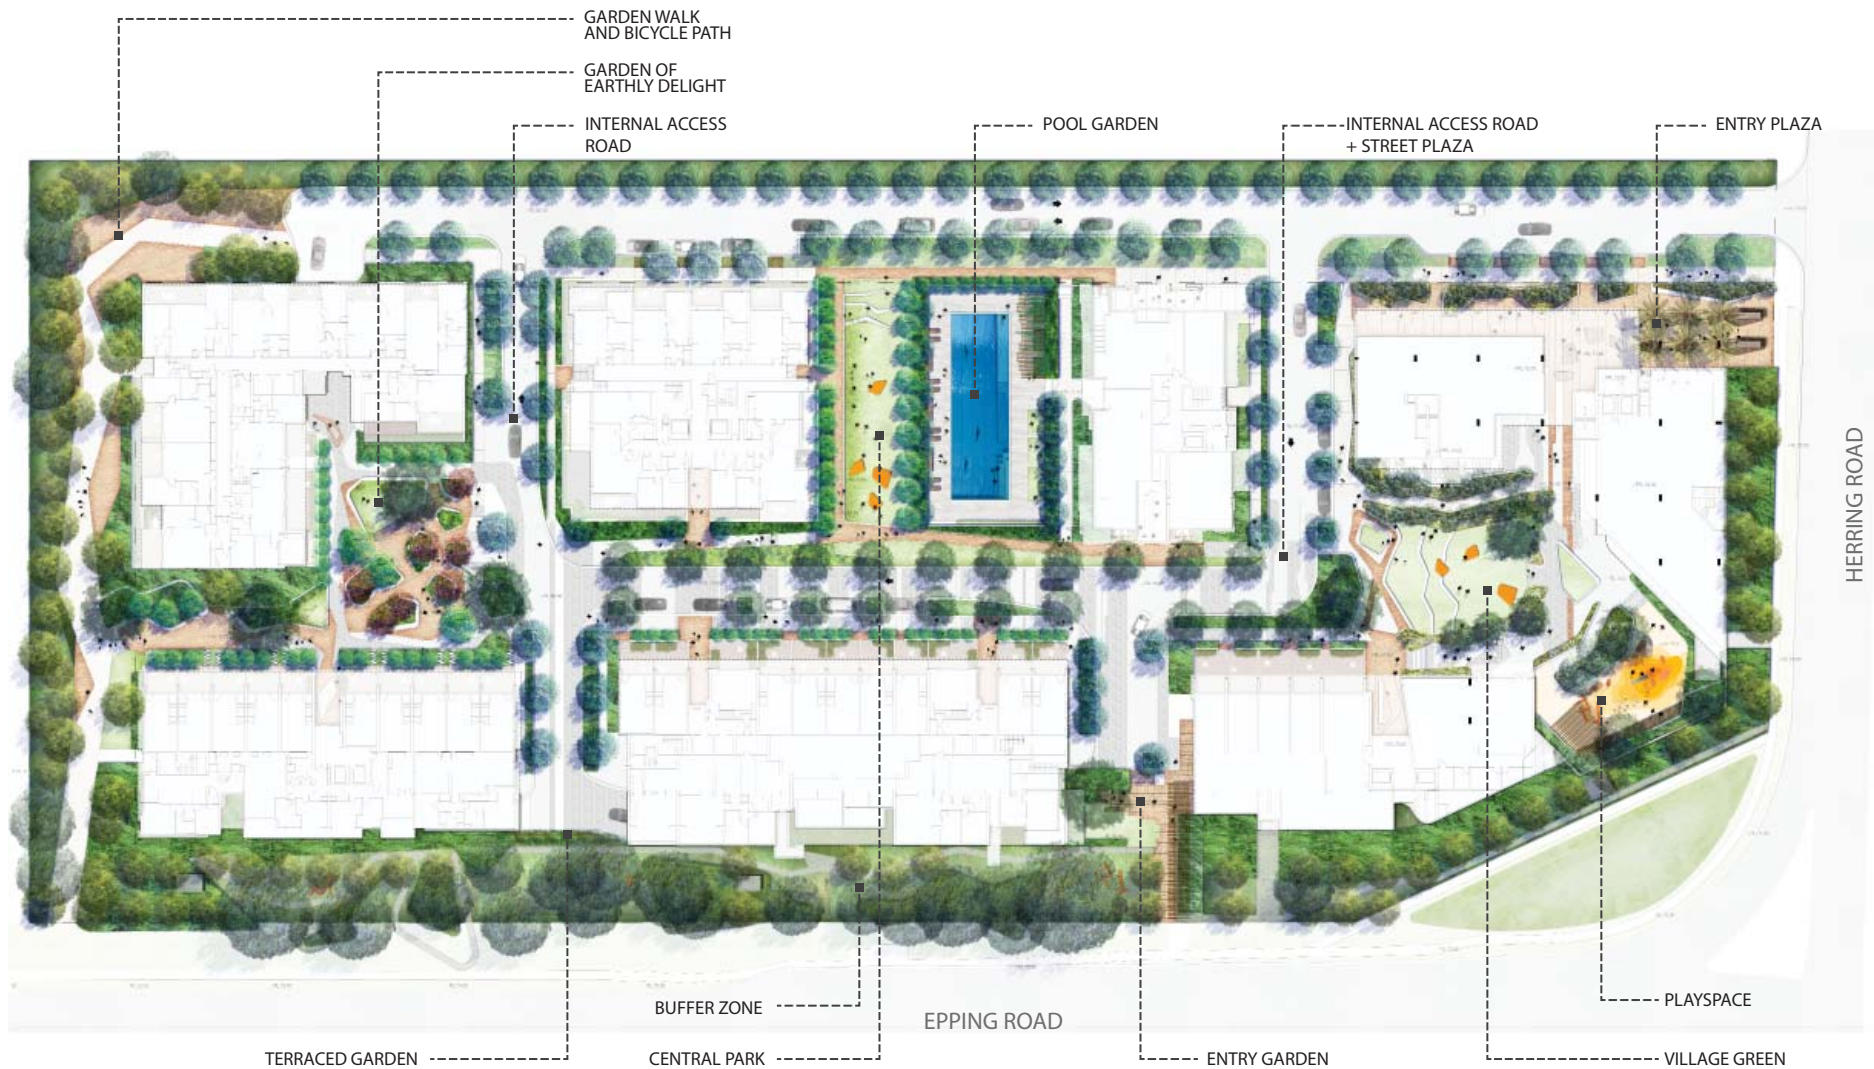 GARDEN WALK
AND BICYCLE PATH
GARDEN OF
EARTHLY DELIGHT
INTERNAL ACCESS
ROAD
POOL GARDEN
INTERNAL ACCESS ROAD
+ STREET PLAZA
ENTRY PLAZA
HERRING ROAD
BUFFER ZONE
EPPING ROAD
PLAYSPACE
TERRACED GARDEN
CENTRAL PARK
ENTRY GARDEN
VILLAGE GREEN